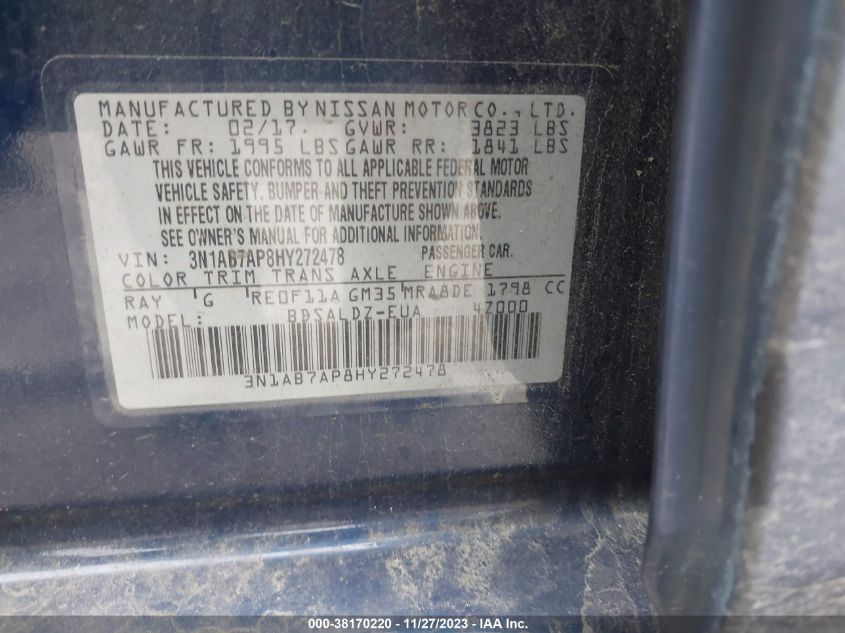 MANUFACTURED BY NISSAN MOTOR CO., LTD.
DATE: 02/17. GVWR: 3823 LBS
GAWR FR: 1995 LBS GAWR RR: 1841 LBS
THIS VEHICLE CONFORMS TO ALL APPLICABLE FEDERAL MOTOR
VEHICLE SAFETY, BUMPER AND THEFT PREVENTION STANDARDS
IN EFFECT ON THE DATE OF MANUFACTURE SHOWN ABOVE.
SEE OWNER'S MANUAL FOR ADDITIONAL INFORMATION.
VIN: 3N1AB7AP8HY272478 PASSENGER CAR.
COLOR TRIM TRANS AXLE ENGINE
RAY G RE0F11A GM35 MRA8DE 1798 CC
MODEL: BDSALDZ-EUA 4Z000
3N1AB7AP8HY272478
000-38170220 - 11/27/2023 - IAA Inc.